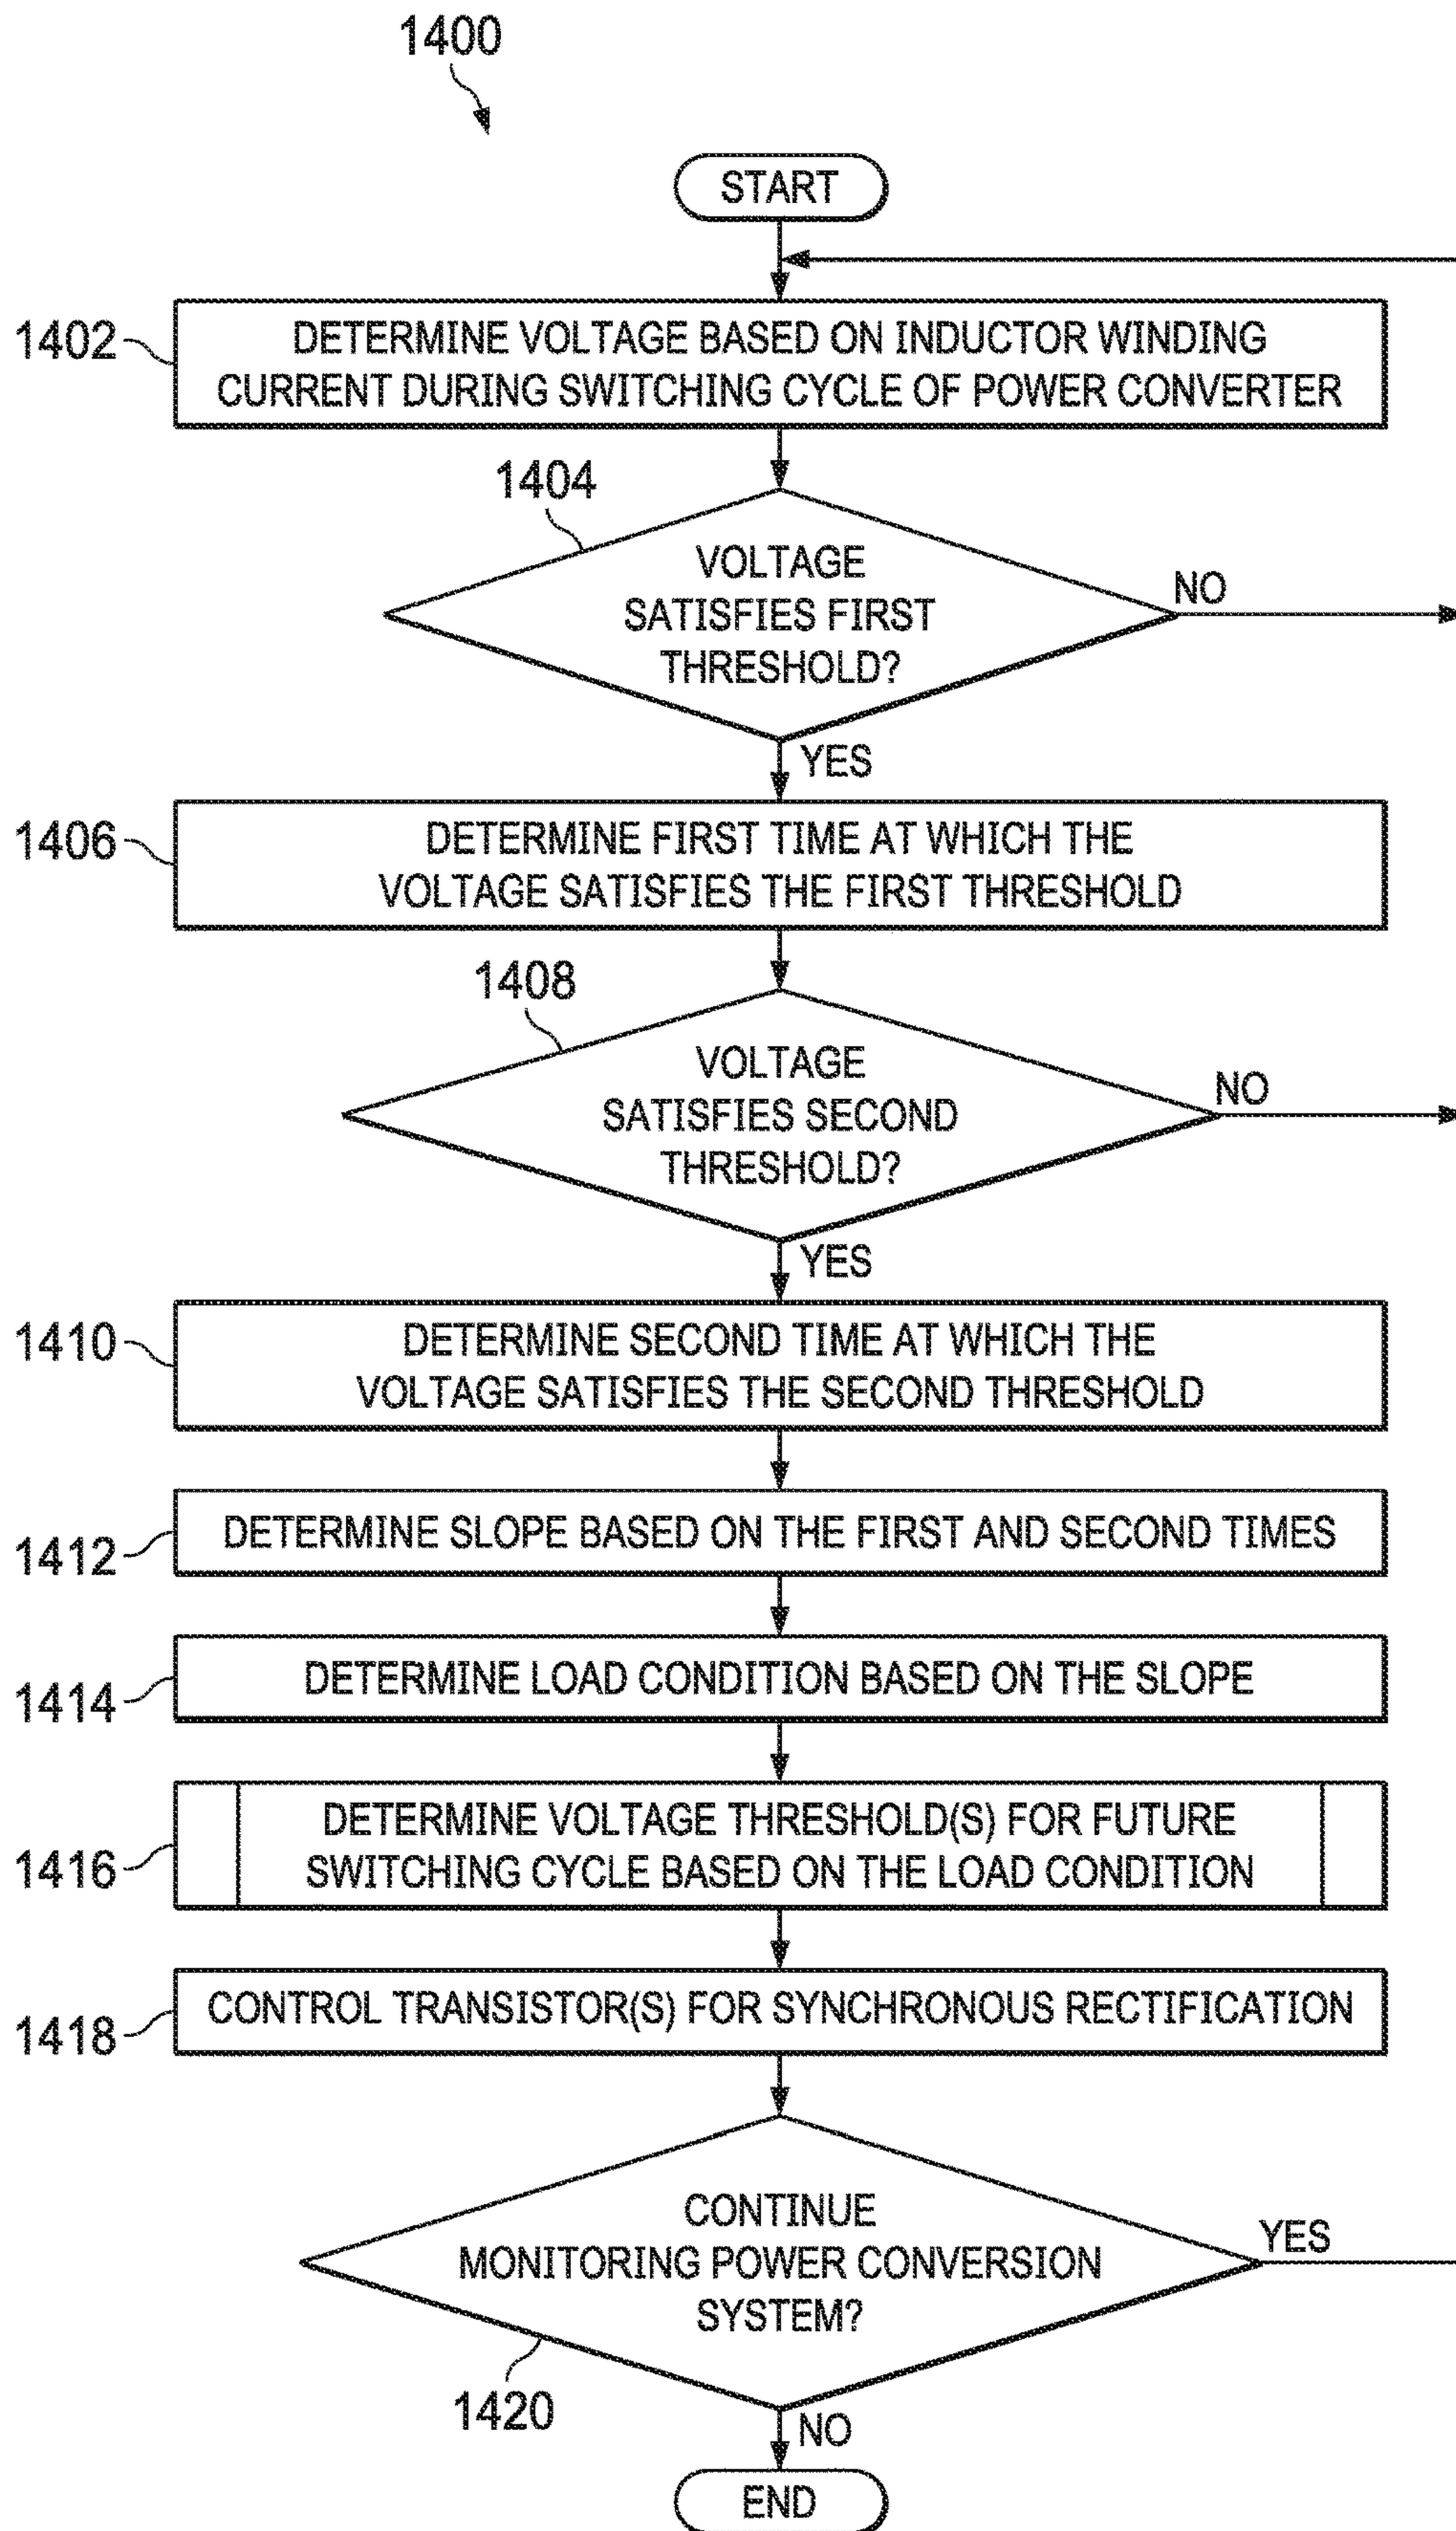 1400
START
1402
DETERMINE VOLTAGE BASED ON INDUCTOR WINDING
CURRENT DURING SWITCHING CYCLE OF POWER CONVERTER
1404
VOLTAGE
SATISFIES FIRST
THRESHOLD?
NO
YES
1406
DETERMINE FIRST TIME AT WHICH THE
VOLTAGE SATISFIES THE FIRST THRESHOLD
1408
VOLTAGE
SATISFIES SECOND
THRESHOLD?
NO
YES
1410
DETERMINE SECOND TIME AT WHICH THE
VOLTAGE SATISFIES THE SECOND THRESHOLD
1412
DETERMINE SLOPE BASED ON THE FIRST AND SECOND TIMES
1414
DETERMINE LOAD CONDITION BASED ON THE SLOPE
1416
DETERMINE VOLTAGE THRESHOLD(S) FOR FUTURE
SWITCHING CYCLE BASED ON THE LOAD CONDITION
1418
CONTROL TRANSISTOR(S) FOR SYNCHRONOUS RECTIFICATION
CONTINUE
MONITORING POWER CONVERSION
SYSTEM?
YES
1420
NO
END